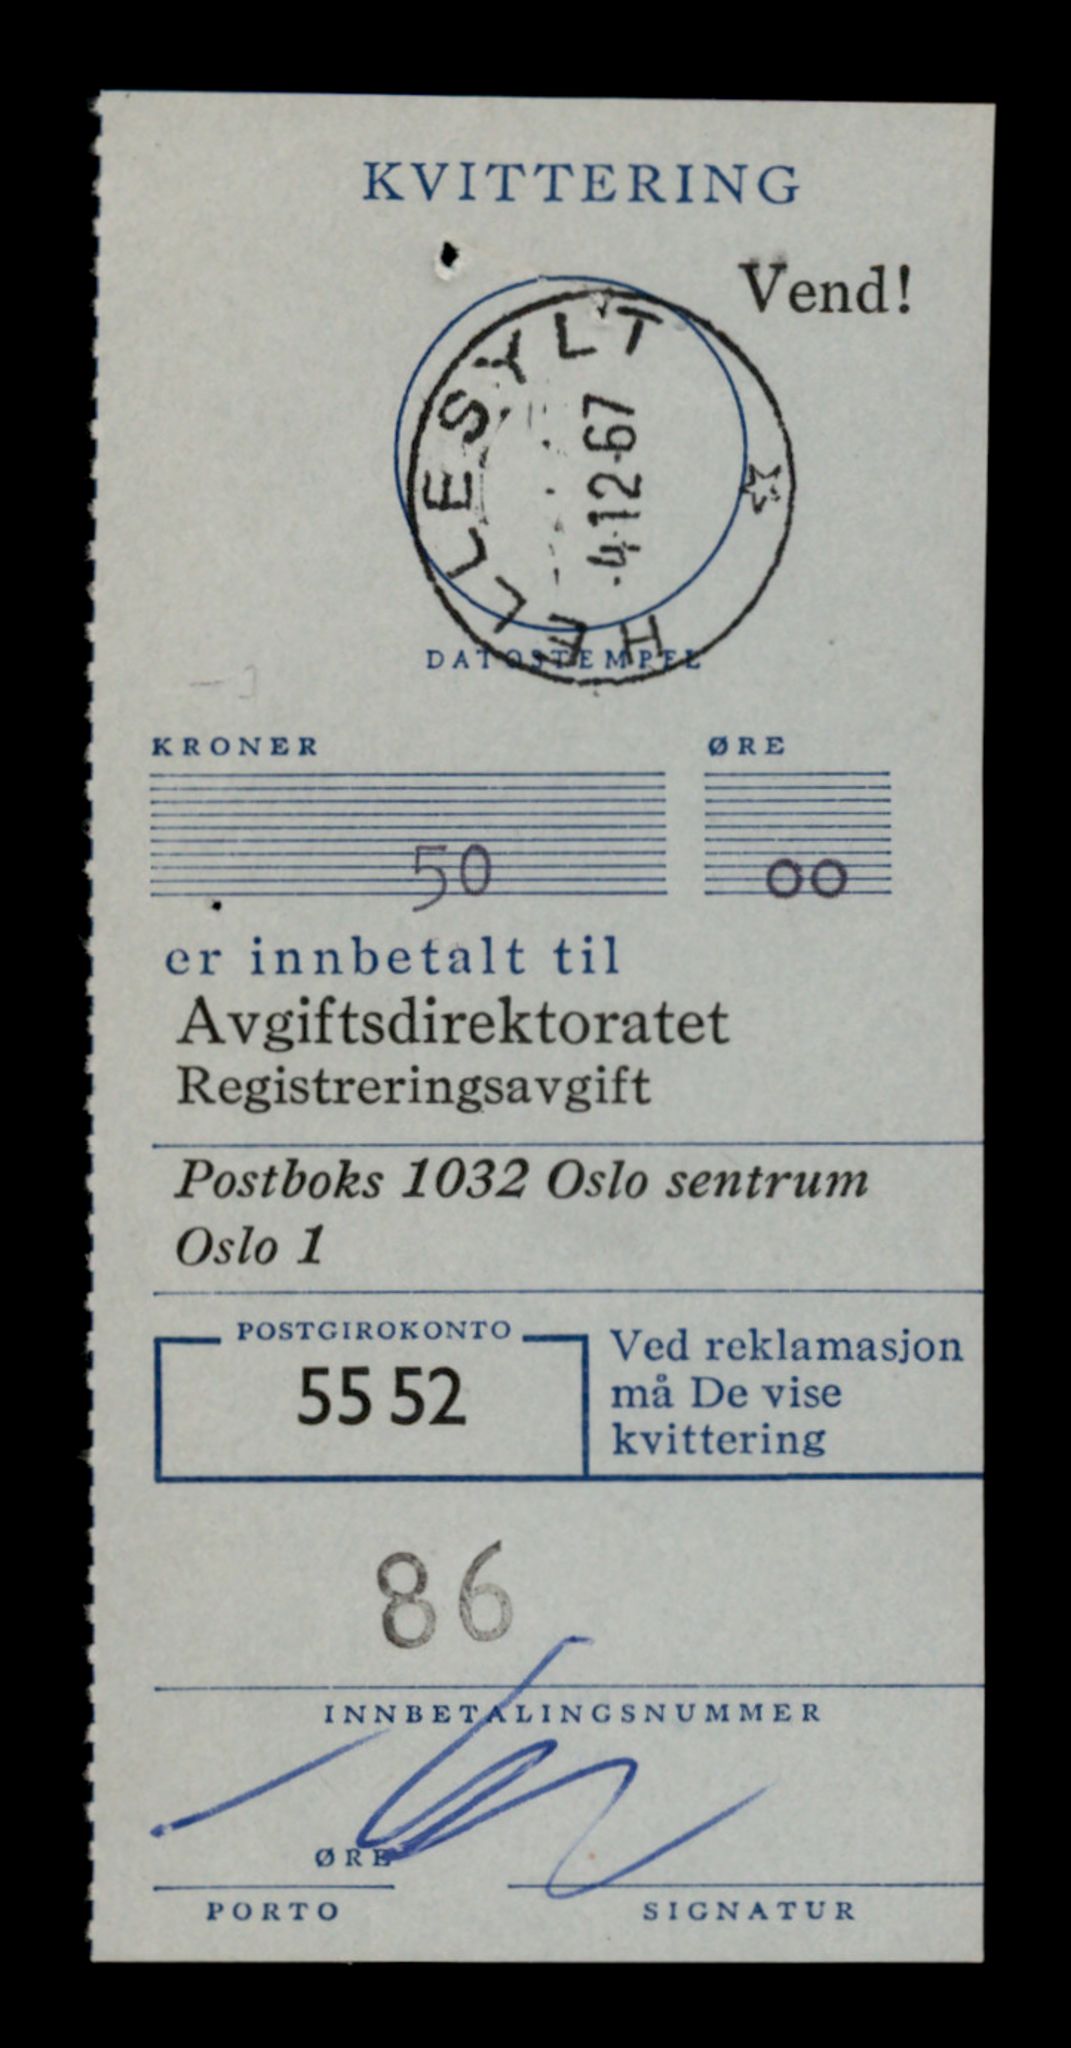 KVITTERING
Vend!
HELLESYLT
-4.12.67
DATOSTEMPEL
KRONER ØRE
50 00
er innbetalt til
Avgiftsdirektoratet
Registreringsavgift
Postboks 1032 Oslo sentrum
Oslo 1
POSTGIROKONTO
55 52
Ved reklamasjon
må De vise
kvittering
86
INNBETALINGSNUMMER
ØRE
PORTO SIGNATUR